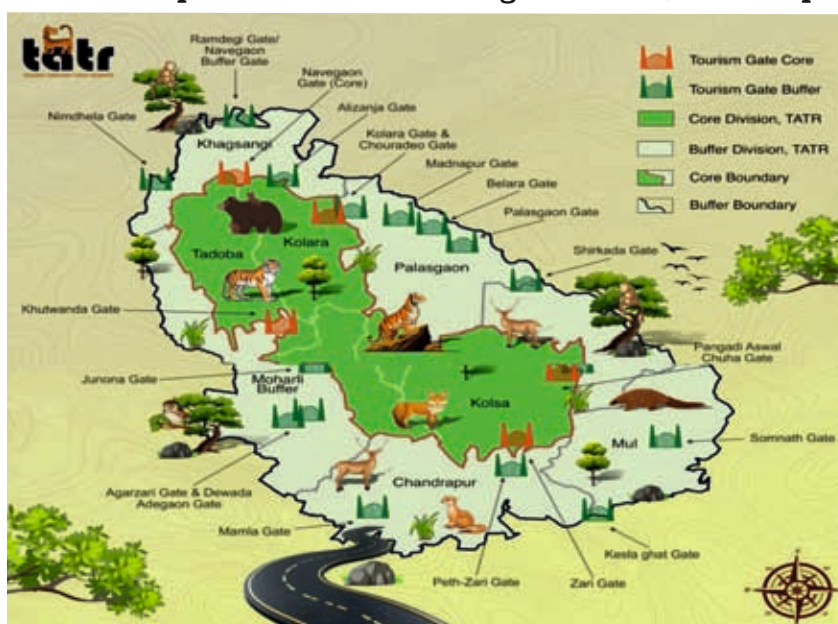 tatr
Ramdegi Gate/
Navegaon
Buffer Gate
Navegaon
Gate (Core)
Alizanja Gate
Nimdhela Gate
Kolara Gate &
Chouradeo Gate
Khagsangi
Madnapur Gate
Belara Gate
Palasgaon Gate
Tourism Gate Core
Tourism Gate Buffer
Core Division, TATR
Buffer Division, TATR
Core Boundary
Buffer Boundary
Tadoba
Kolara
Palasgaon
Shirkada Gate
Khutwanda Gate
Pangadi Aswal
Chuha Gate
Junona Gate
Moharli
Buffer
Kolsa
Mul
Somnath Gate
Agarzari Gate & Dewada
Adegaon Gate
Chandrapur
Mamla Gate
Peth-Zari Gate
Zari Gate
Kesla ghat Gate